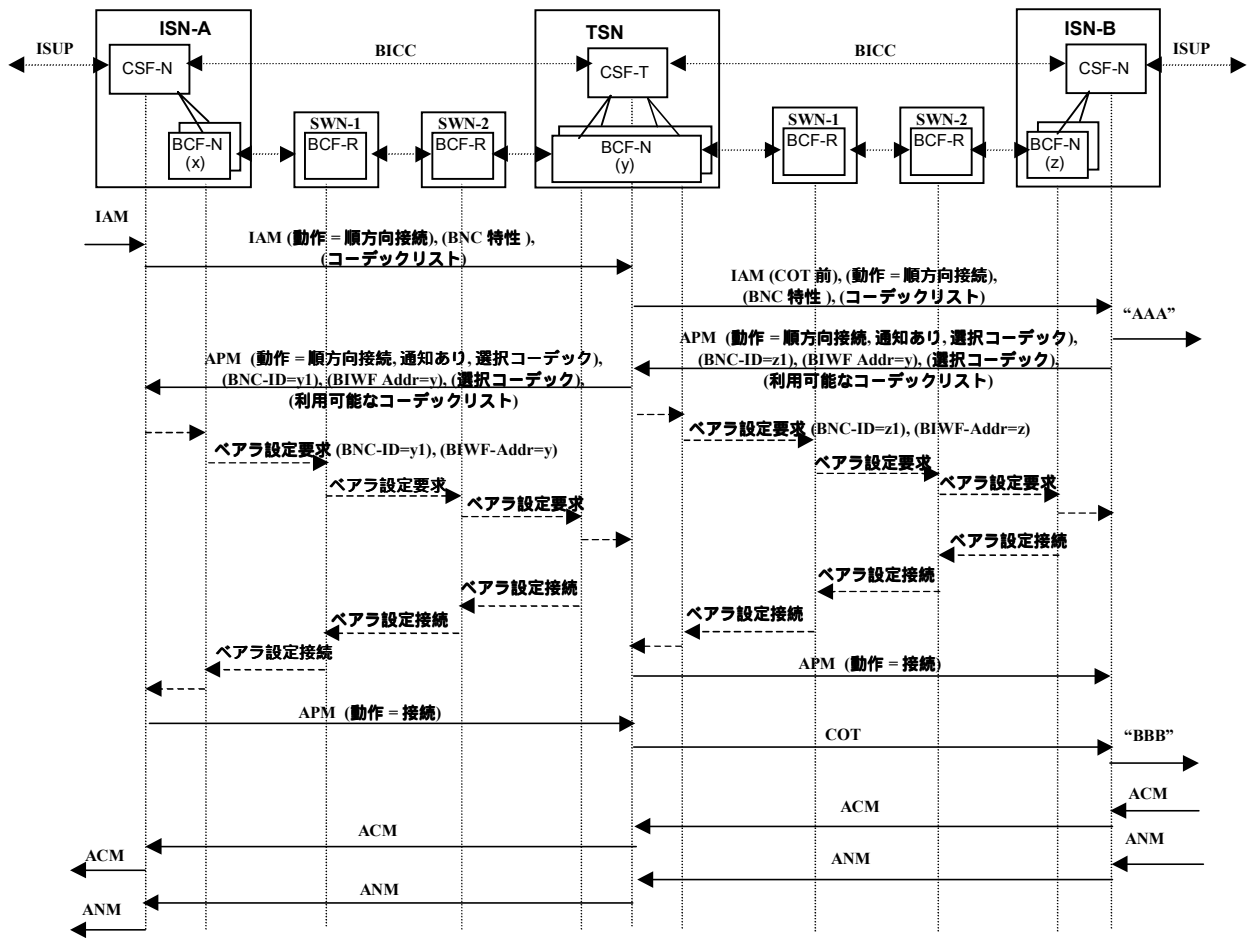 ISN-A
TSN
ISN-B
ISUP
BICC
BICC
ISUP
CSF-N
CSF-T
CSF-N
SWN-1
SWN-2
SWN-1
SWN-2
BCF-N
(x)
BCF-R
BCF-R
BCF-N
(y)
BCF-R
BCF-R
BCF-N
(z)
IAM
IAM (動作 = 順方向接続), (BNC 特性 ),
(コーデックリスト)
IAM (COT 前), (動作 = 順方向接続),
(BNC 特性 ), (コーデックリスト)
“AAA”
APM (動作 = 順方向接続, 通知あり, 選択コーデック),
(BNC-ID=z1), (BIWF Addr=y), (選択コーデック),
(利用可能なコーデックリスト)
APM (動作 = 順方向接続, 通知あり, 選択コーデック),
(BNC-ID=y1), (BIWF Addr=y), (選択コーデック),
(利用可能なコーデックリスト)
ベアラ設定要求 (BNC-ID=z1), (BIWF-Addr=z)
ベアラ設定要求 (BNC-ID=y1), (BIWF-Addr=y)
ベアラ設定要求
ベアラ設定要求
ベアラ設定要求
ベアラ設定要求
ベアラ設定接続
ベアラ設定接続
ベアラ設定接続
ベアラ設定接続
ベアラ設定接続
ベアラ設定接続
APM (動作 = 接続)
APM (動作 = 接続)
COT
“BBB”
ACM
ACM
ACM
ACM
ANM
ANM
ANM
ANM